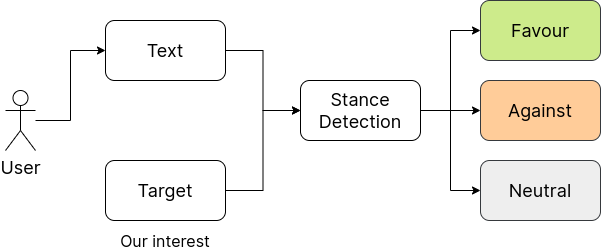 Text
User
Target
Our interest
Stance
Detection
Favour
Against
Neutral